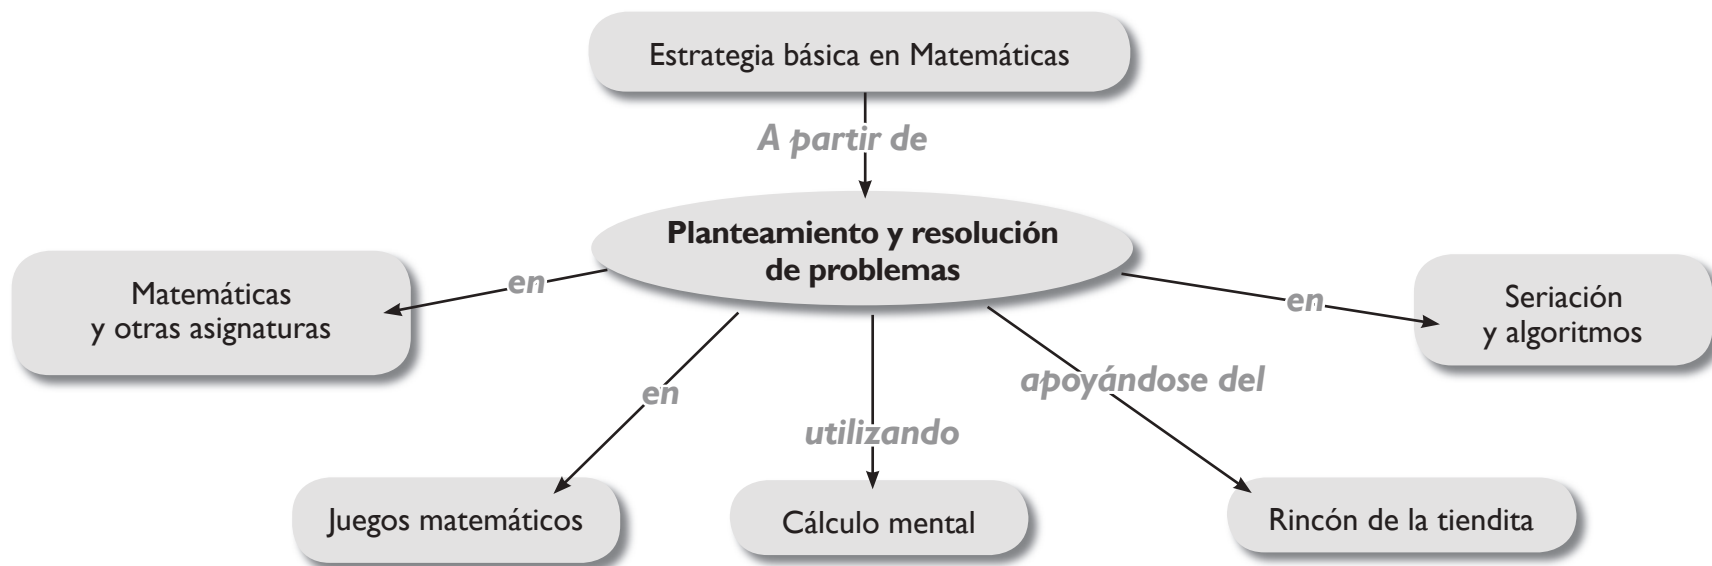 Estrategia básica en Matemáticas
A partir de
Planteamiento y resolución
de problemas
en
Matemáticas
y otras asignaturas
en
Seriación
y algoritmos
en
apoyándose del
utilizando
Juegos matemáticos
Cálculo mental
Rincón de la tiendita